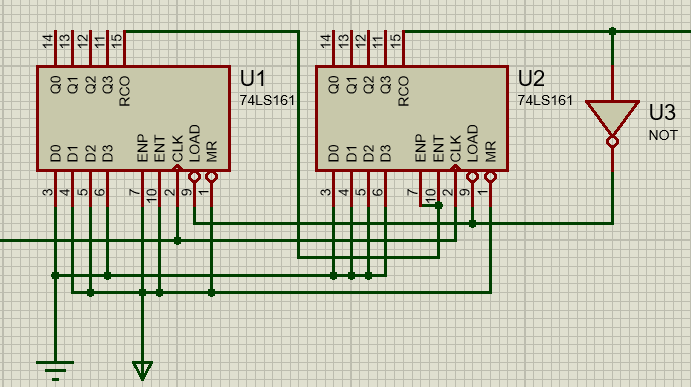 14 13 12 11 15
14 13 12 11 15
Q0 Q1 Q2 Q3 RCO
U1
74LS161
Q0 Q1 Q2 Q3 RCO
U2
74LS161
U3
NOT
D0 D1 D2 D3 ENP ENT CLK LOAD MR
D0 D1 D2 D3 ENP ENT CLK LOAD MR
3 4 5 6 7 10 2 9 1
3 4 5 6 7 10 2 9 1